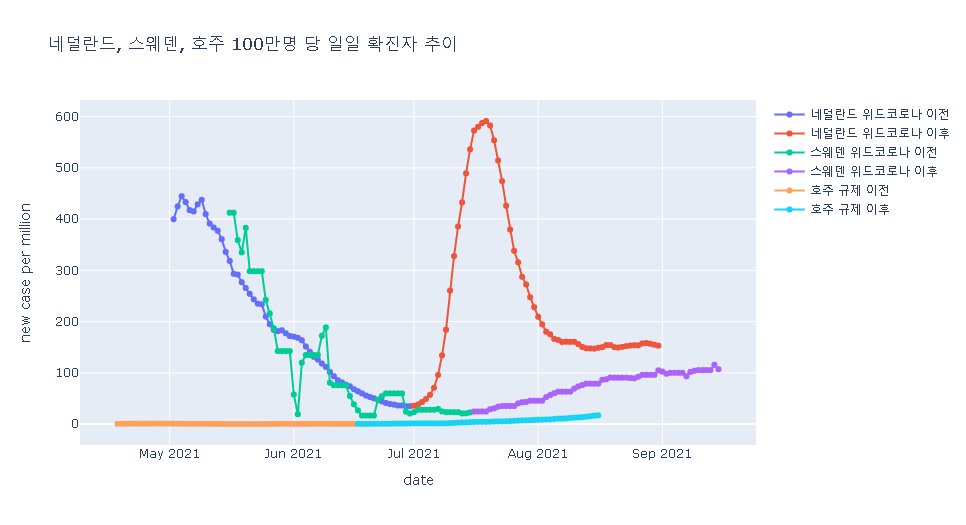 네덜란드, 스웨덴, 호주 100만명 당 일일 확진자 추이
네덜란드 위드코로나 이전
네덜란드 위드코로나 이후
스웨덴 위드코로나 이전
스웨덴 위드코로나 이후
호주 규제 이전
호주 규제 이후
new case per million
600
500
400
300
200
100
0
May 2021
Jun 2021
Jul 2021
Aug 2021
Sep 2021
date